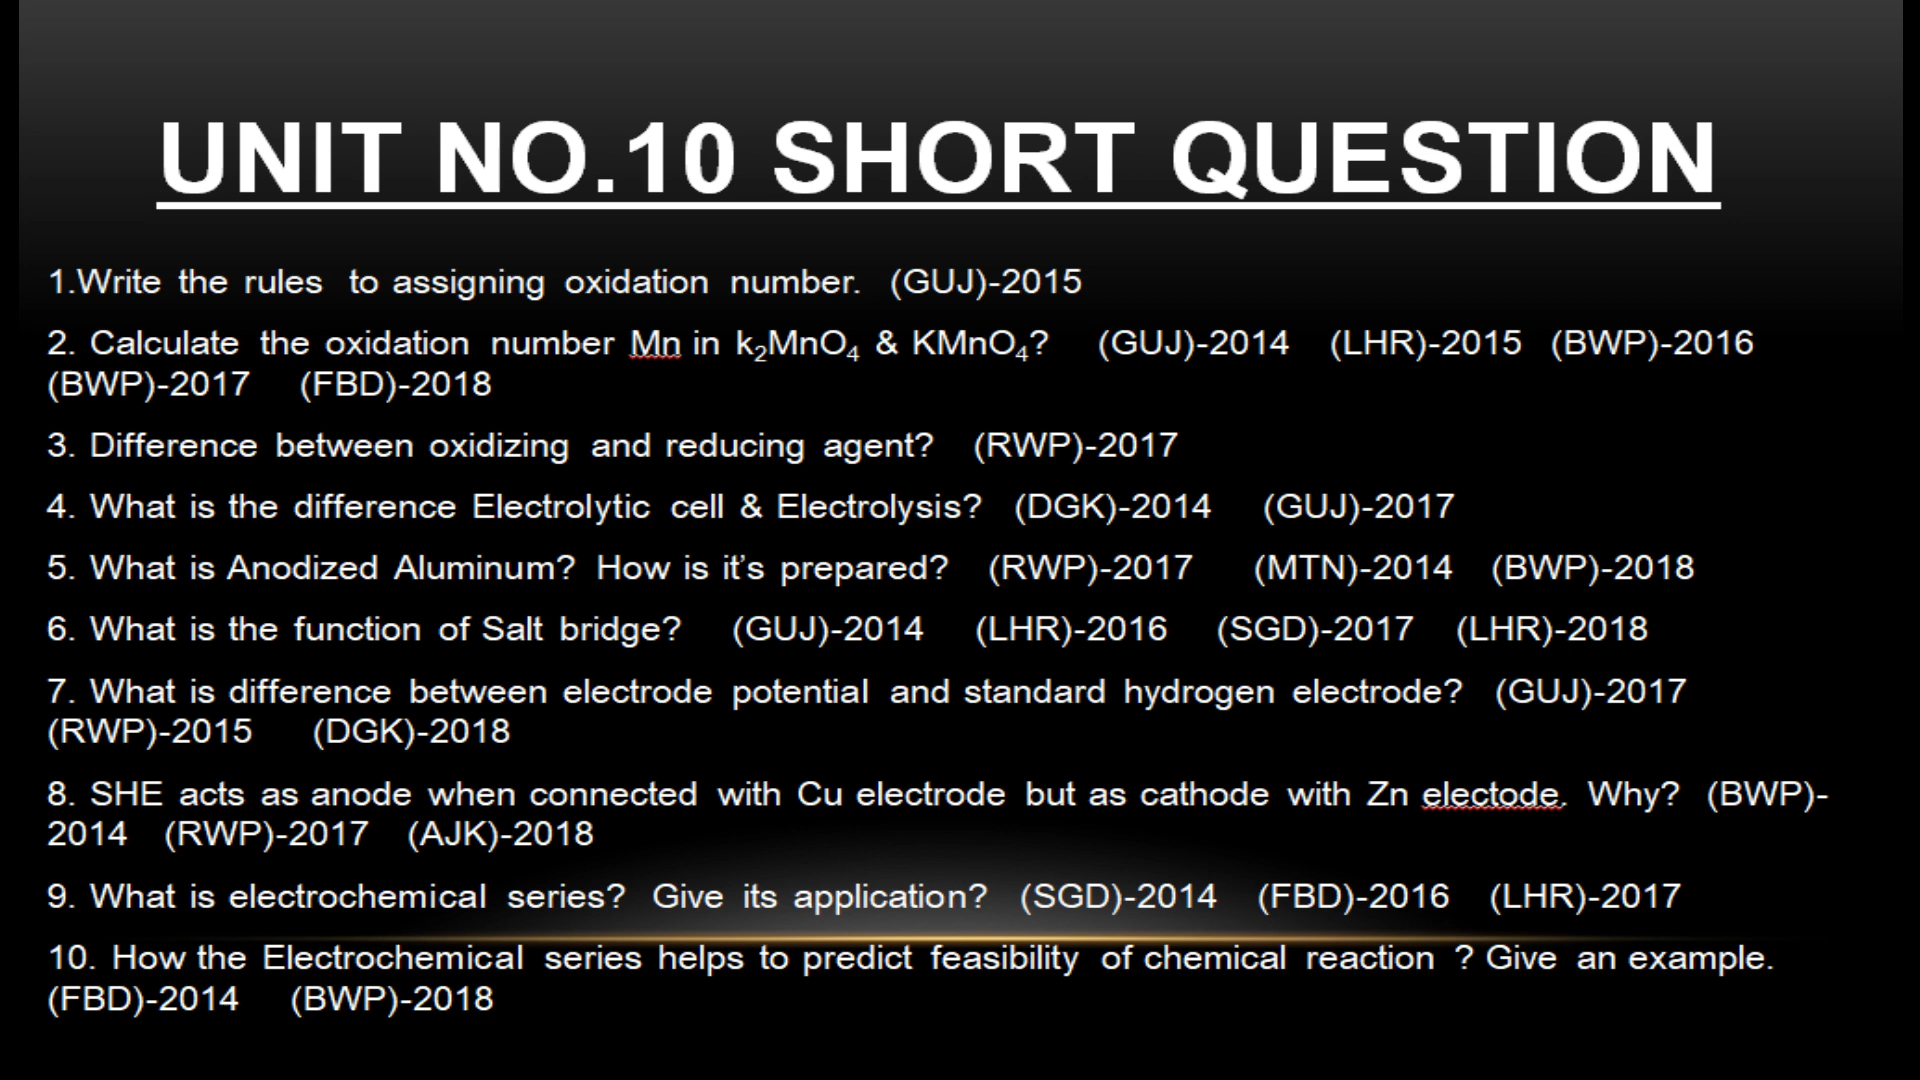 UNIT NO.10 SHORT QUESTION
1.Write the rules to assigning oxidation number. (GUJ)-2015
2. Calculate the oxidation number Mn in k₂MnO₄ & KMnO₄? (GUJ)-2014 (LHR)-2015 (BWP)-2016
(BWP)-2017 (FBD)-2018
3. Difference between oxidizing and reducing agent? (RWP)-2017
4. What is the difference Electrolytic cell & Electrolysis? (DGK)-2014 (GUJ)-2017
5. What is Anodized Aluminum? How is it’s prepared? (RWP)-2017 (MTN)-2014 (BWP)-2018
6. What is the function of Salt bridge? (GUJ)-2014 (LHR)-2016 (SGD)-2017 (LHR)-2018
7. What is difference between electrode potential and standard hydrogen electrode? (GUJ)-2017
(RWP)-2015 (DGK)-2018
8. SHE acts as anode when connected with Cu electrode but as cathode with Zn electode. Why? (BWP)-
2014 (RWP)-2017 (AJK)-2018
9. What is electrochemical series? Give its application? (SGD)-2014 (FBD)-2016 (LHR)-2017
10. How the Electrochemical series helps to predict feasibility of chemical reaction ? Give an example.
(FBD)-2014 (BWP)-2018